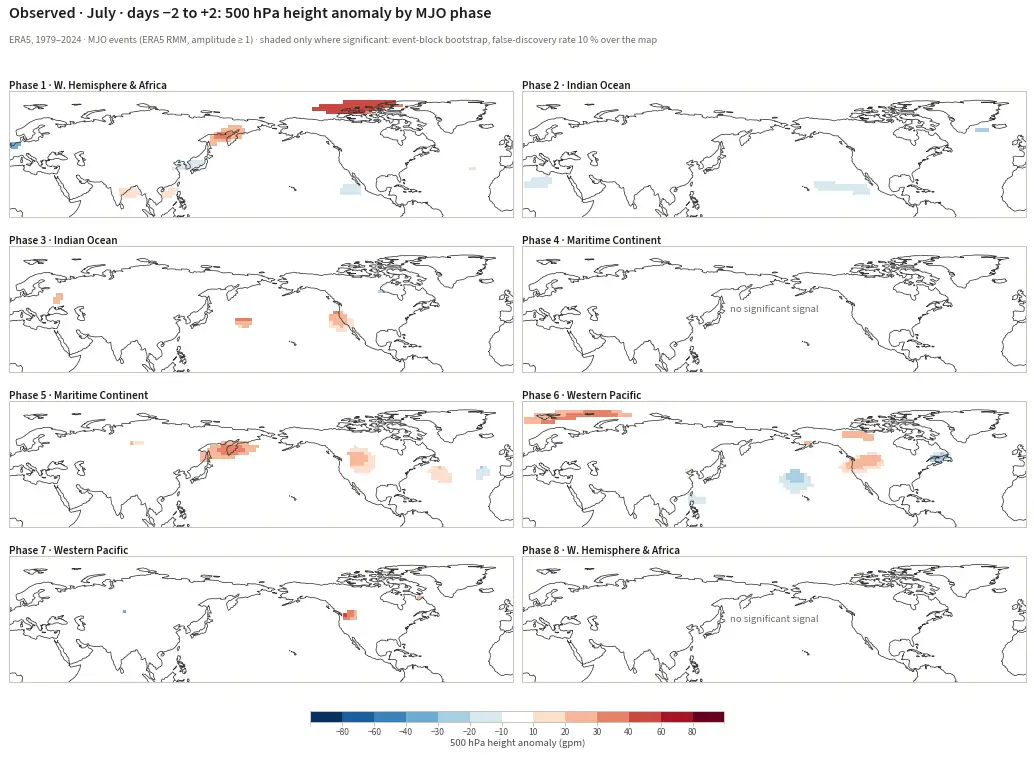 Observed · July · days −2 to +2: 500 hPa height anomaly by MJO phase
ERA5, 1979–2024 · MJO events (ERA5 RMM, amplitude ≥ 1) · shaded only where significant: event-block bootstrap, false-discovery rate 10 % over the map
Phase 1 · W. Hemisphere & Africa
Phase 2 · Indian Ocean
Phase 3 · Indian Ocean
Phase 4 · Maritime Continent
no significant signal
Phase 5 · Maritime Continent
Phase 6 · Western Pacific
Phase 7 · Western Pacific
Phase 8 · W. Hemisphere & Africa
no significant signal
−80 −60 −40 −30 −20 −10 10 20 30 40 60 80
500 hPa height anomaly (gpm)